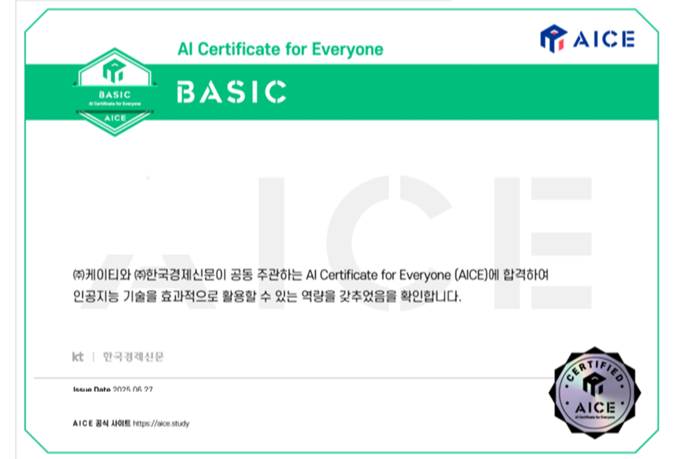 AI Certificate for Everyone
AICE
BASIC
BASIC
AI Certificate for Everyone
AICE
AICE
㈜케이티와 ㈜한국경제신문이 공동 주관하는 AI Certificate for Everyone (AICE)에 합격하여
인공지능 기술을 효과적으로 활용할 수 있는 역량을 갖추었음을 확인합니다.
kt | 한국경제신문
Issue Date 2025.06.27
AICE 공식 사이트 https://aice.study
CERTIFIED
AICE
AI Certificate for Everyone